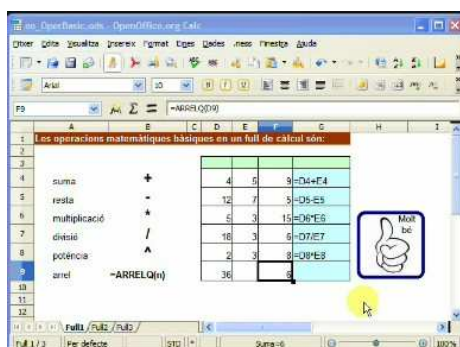 en_OperBasic.ods - OpenOffice.org Calc
Fitxer Edita Visualitza Insereix Format Eines Dades Finestra Ajuda
Arial 10
F9 =ARRELQ(D9)
A B C D E F G H I
1 Les operacions matemàtiques bàsiques en un full de càlcul són:
2
3
4 suma + 4 5 9 =D4+E4
5 resta - 12 7 5 =D5-E5
6 multiplicació * 5 3 15 =D6*E6
7 divisió / 18 3 6 =D7/E7
8 potència ^ 2 3 8 =D8^E8
9 arrel =ARRELQ(n) 36 6
Molt
bé
10
11
12
Full1 Full2 Full3
Full 1 / 3 Per defecte STD * Suma=6 100%